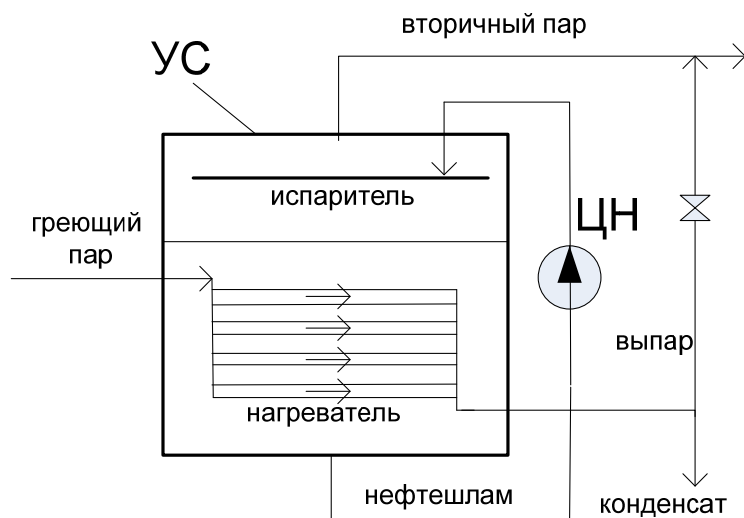 вторичный пар
УС
испаритель
ЦН
греющий
пар
выпар
нагреватель
нефтешлам
конденсат